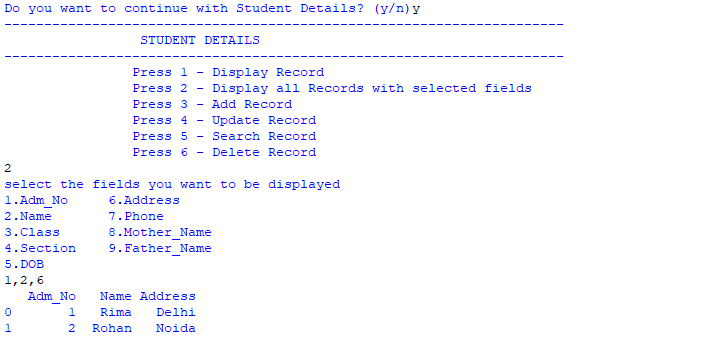 Do you want to continue with Student Details? (y/n)y
----------------------------------------------------------------------
STUDENT DETAILS
----------------------------------------------------------------------
Press 1 - Display Record
Press 2 - Display all Records with selected fields
Press 3 - Add Record
Press 4 - Update Record
Press 5 - Search Record
Press 6 - Delete Record
2
select the fields you want to be displayed
1.Adm_No     6.Address
2.Name       7.Phone
3.Class      8.Mother_Name
4.Section    9.Father_Name
5.DOB
1,2,6
   Adm_No   Name Address
0       1   Rima   Delhi
1       2  Rohan   Noida